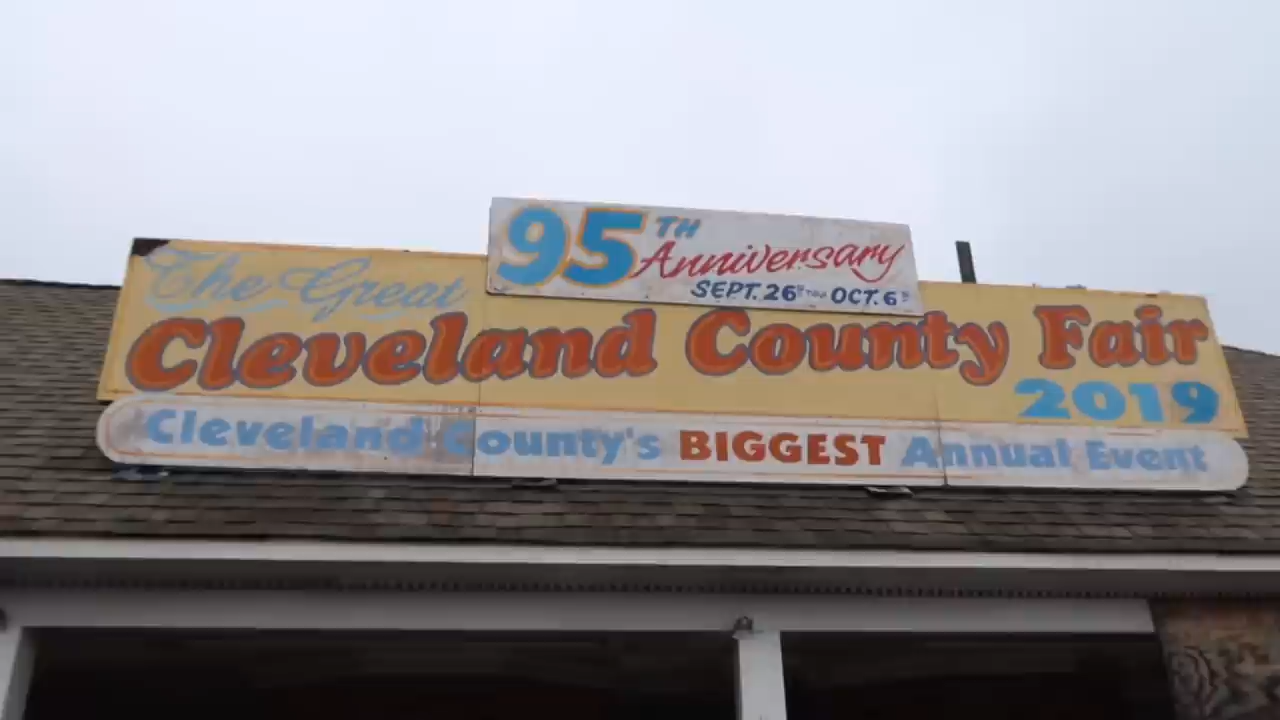 95TH
Anniversary
SEPT. 26TH THRU OCT. 6TH
The Great
Cleveland County Fair
2019
Cleveland County's BIGGEST Annual Event